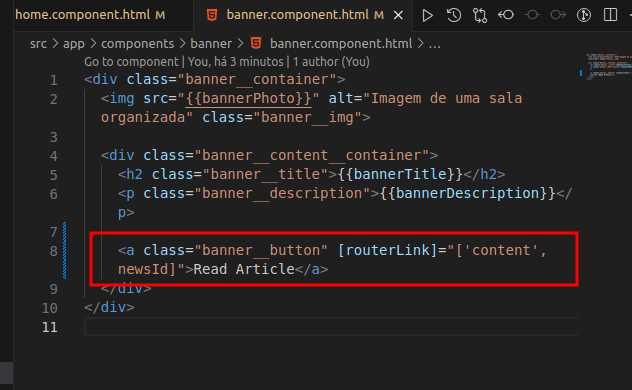 home.component.html M
banner.component.html M
src > app > components > banner > banner.component.html > ...
Go to component | You, há 3 minutos | 1 author (You)
1 <div class="banner__container">
2 <img src="{{bannerPhoto}}" alt="Imagem de uma sala
organizada" class="banner__img">
3
4 <div class="banner__content__container">
5 <h2 class="banner__title">{{bannerTitle}}</h2>
6 <p class="banner__description">{{bannerDescription}}</
p>
7
8 <a class="banner__button" [routerLink]="['content',
newsId]">Read Article</a>
9 </div>
10 </div>
11